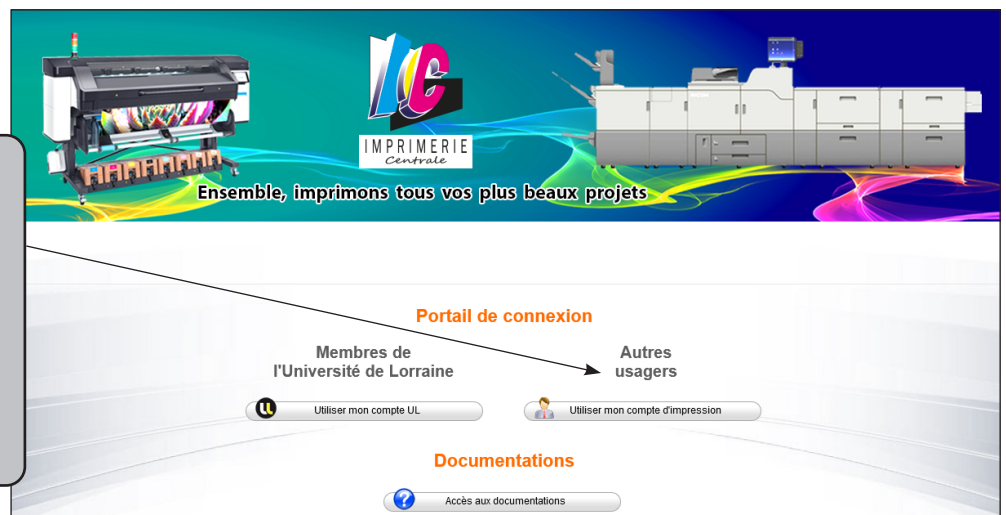 IMPRIMERIE
Centrale
Ensemble, imprimons tous vos plus beaux projets
Portail de connexion
Membres de
l'Université de Lorraine
Autres
usagers
Utiliser mon compte UL
Utiliser mon compte d'impression
Documentations
Accès aux documentations